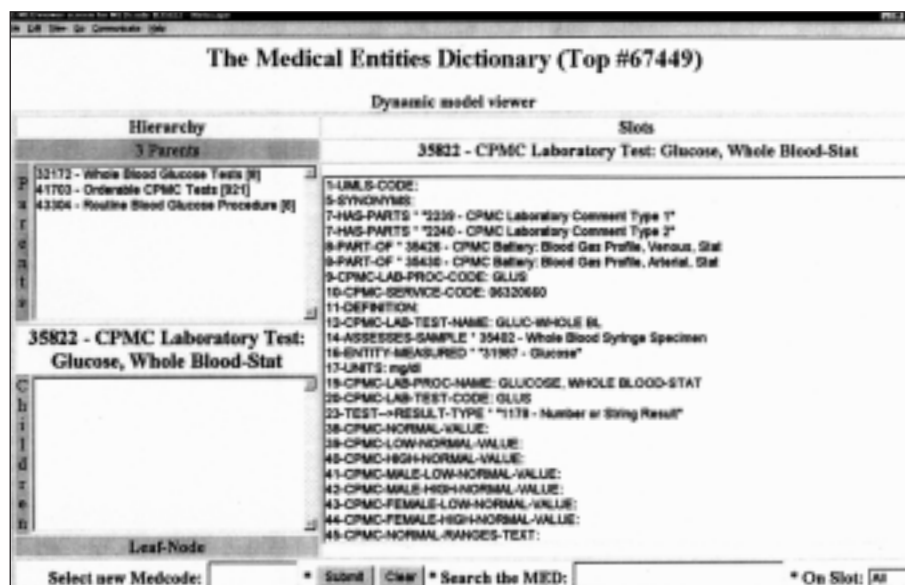 Edit View Go Communicator Help
The Medical Entities Dictionary (Top #67449)
Dynamic model viewer
Hierarchy
3 Parents
Parents
32172 - Whole Blood Glucose Tests
41703 - Orderable CPMC Tests [921]
43304 - Routine Blood Glucose Procedure
35822 - CPMC Laboratory Test:
Glucose, Whole Blood-Stat
Children
Leaf-Node
Slots
35822 - CPMC Laboratory Test: Glucose, Whole Blood-Stat
1-UMLS-CODE:
5-SYNONYMS:
7-HAS-PARTS * "2239 - CPMC Laboratory Comment Type 1"
7-HAS-PARTS * "2240 - CPMC Laboratory Comment Type 2"
8-PART-OF * 35426 - CPMC Battery: Blood Gas Profile, Venous, Stat
8-PART-OF * 35430 - CPMC Battery: Blood Gas Profile, Arterial, Stat
9-CPMC-LAB-PROC-CODE: GLUS
10-CPMC-SERVICE-CODE:
11-DEFINITION:
12-CPMC-LAB-TEST-NAME: GLUC-WHOLE BL.
14-ASSESSES-SAMPLE * 35402 - Whole Blood Syringe Specimen
16-ENTITY-MEASURED * "31987 - Glucose"
17-UNITS: mg/dl
19-CPMC-LAB-PROC-NAME: GLUCOSE, WHOLE BLOOD-STAT
20-CPMC-LAB-TEST-CODE: GLUS
23-TEST-->RESULT-TYPE * "1178 - Number or String Result"
38-CPMC-NORMAL-VALUE:
39-CPMC-LOW-NORMAL-VALUE:
40-CPMC-HIGH-NORMAL-VALUE:
41-CPMC-MALE-LOW-NORMAL-VALUE:
42-CPMC-MALE-HIGH-NORMAL-VALUE:
43-CPMC-FEMALE-LOW-NORMAL-VALUE:
44-CPMC-FEMALE-HIGH-NORMAL-VALUE:
45-CPMC-NORMAL-RANGES-TEXT:
Select new Medcode: * Submit Clear * Search the MED: * On Slot: All